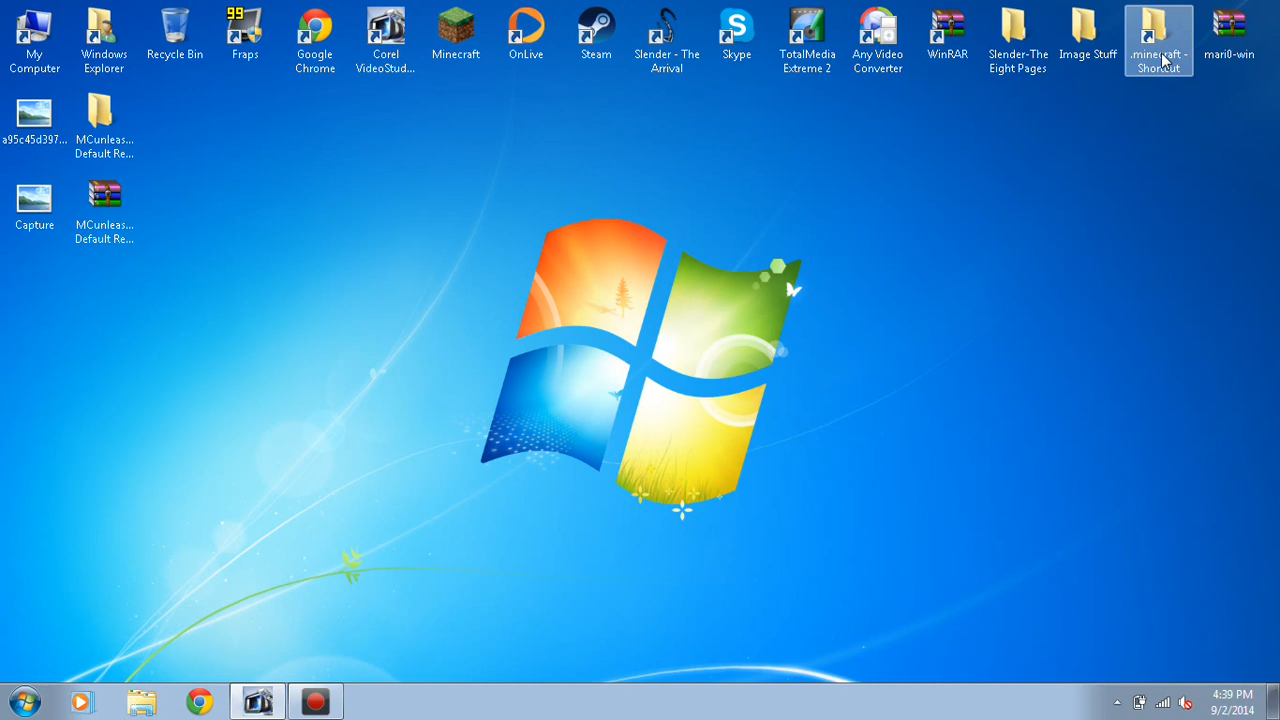 99
My Computer
Windows Explorer
Recycle Bin
Fraps
Google Chrome
Corel VideoStud...
Minecraft
OnLive
Steam
Slender - The Arrival
Skype
TotalMedia Extreme 2
Any Video Converter
WinRAR
Slender-The Eight Pages
Image Stuff
.minecraft - Shortcut
mari0-win
a95c45d397...
MCunleas... Default Re...
Capture
MCunleas... Default Re...
4:39 PM
9/2/2014